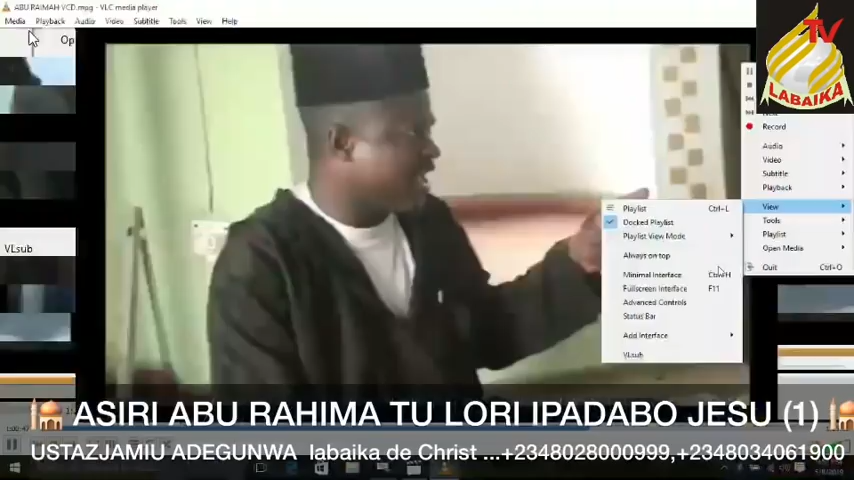 ABU RAIMAH VCD.mpg - VLC media player
Media Playback Audio Video Subtitle Tools View Help
Op
TV
LABAIKA
Record
Audio
Video
Subtitle
Playback
View
Tools
Playlist
Open Media
Quit Ctrl+Q
Playlist Ctrl+L
Docked Playlist
Playlist View Mode
Always on top
Minimal Interface Ctrl+H
Fullscreen Interface F11
Advanced Controls
Status Bar
Add Interface
VLsub
VLsub
ASIRI ABU RAHIMA TU LORI IPADABO JESU (1)
USTAZJAMIU ADEGUNWA labaika de Christ ...+2348028000999,+2348034061900